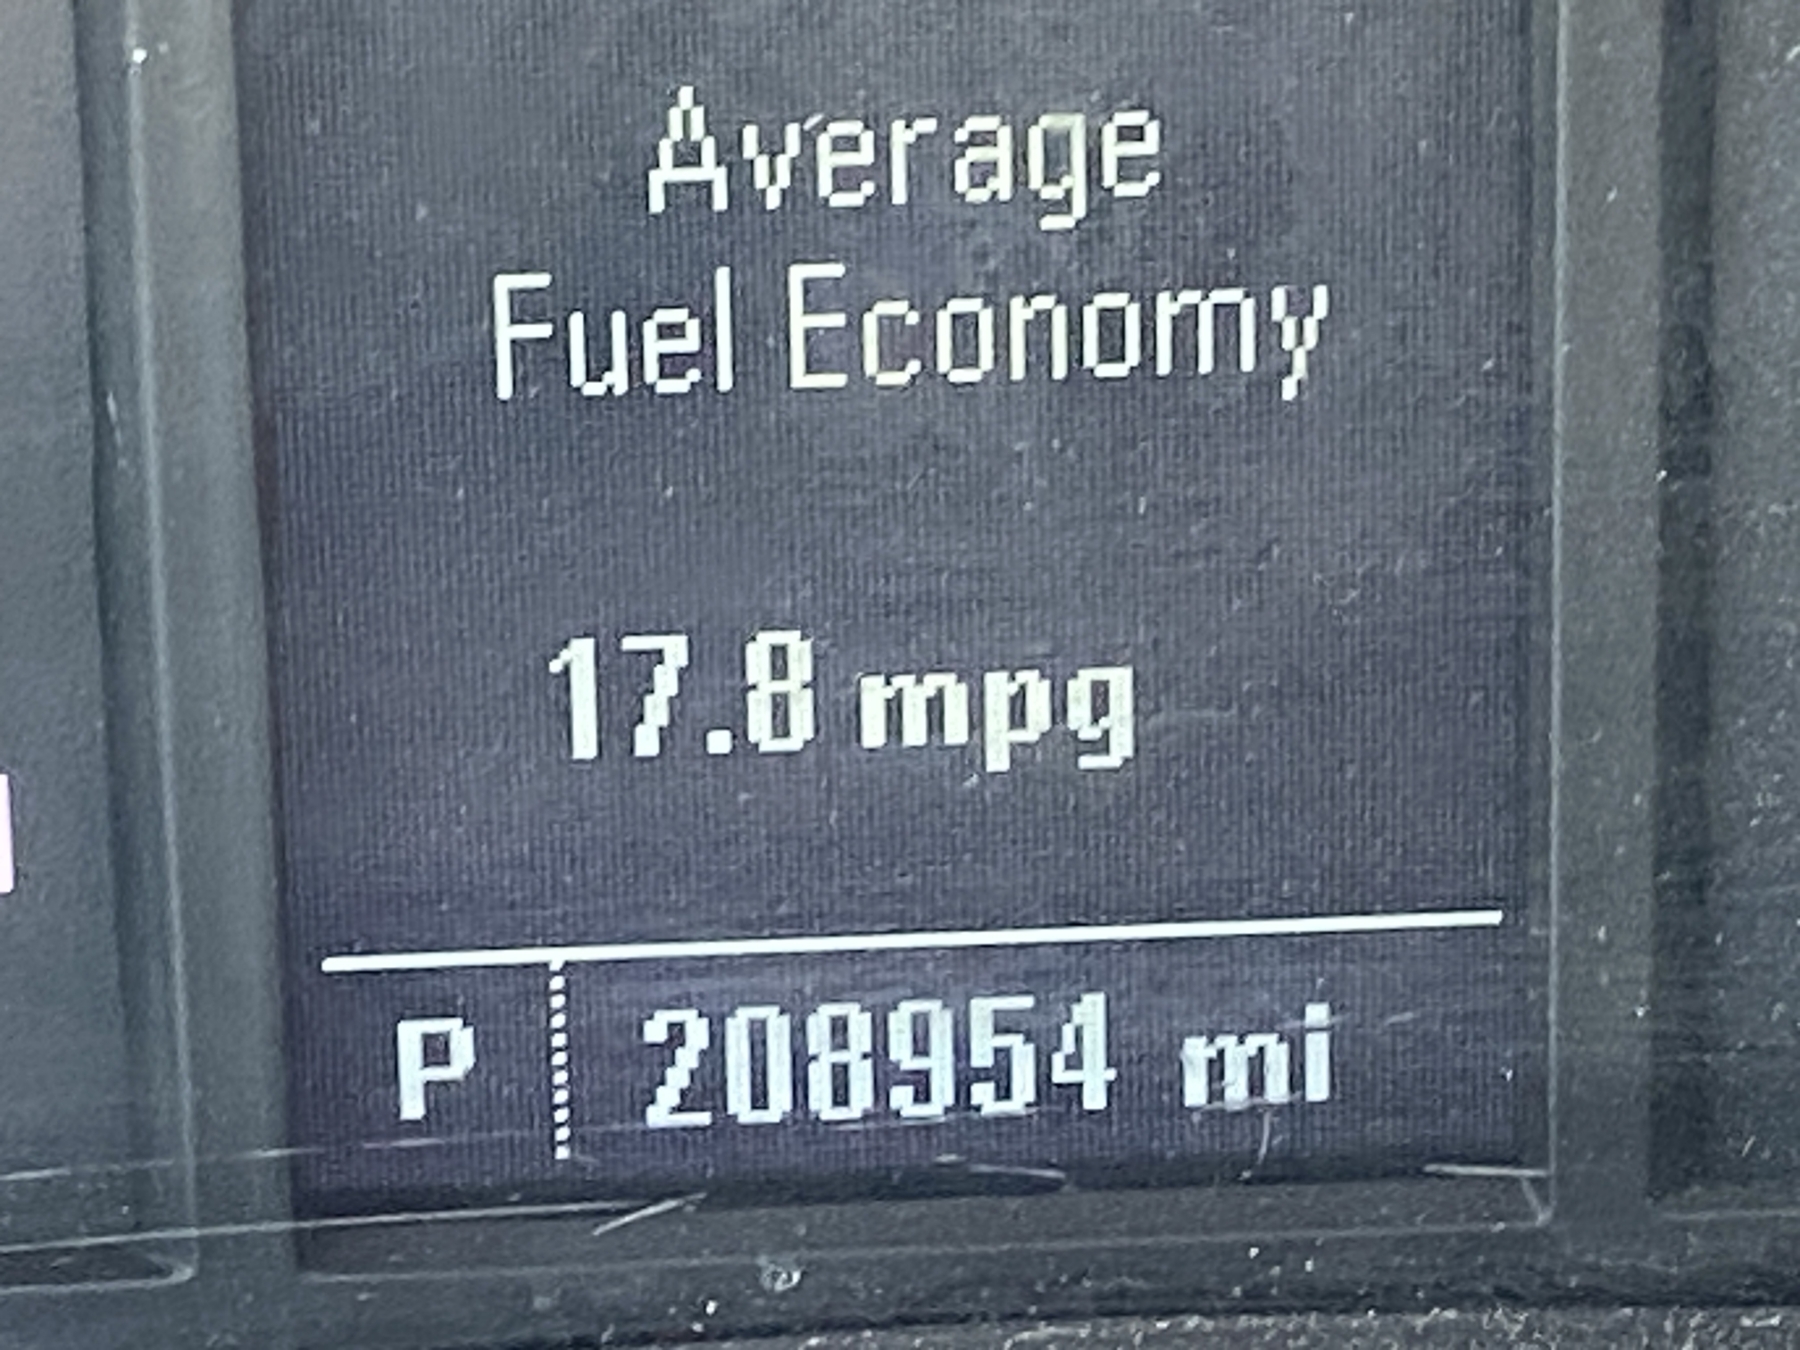 Average
Fuel Economy
17.8 mpg
P 208954 mi